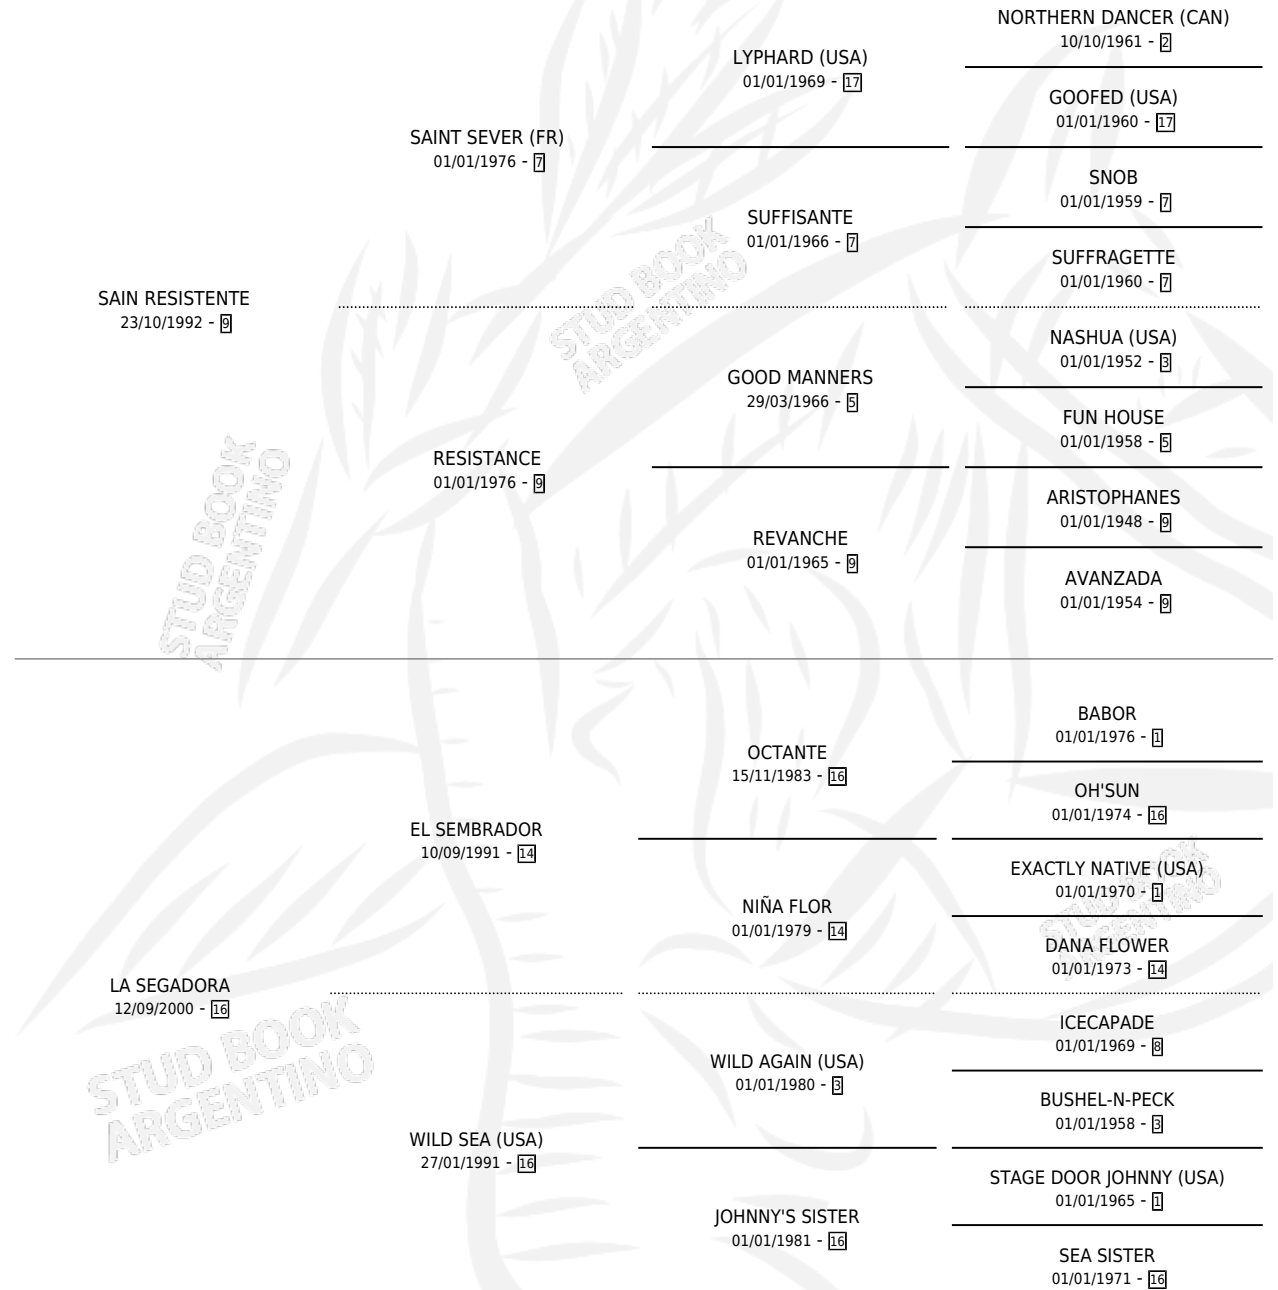 NORTHERN DANCER (CAN)
10/10/1961 - 2
LYPHARD (USA)
01/01/1969 - 17
GOOFED (USA)
01/01/1960 - 17
SAINT SEVER (FR)
01/01/1976 - 7
SNOB
01/01/1959 - 7
SUFFISANTE
01/01/1966 - 7
SUFFRAGETTE
01/01/1960 - 7
SAIN RESISTENTE
23/10/1992 - 9
NASHUA (USA)
01/01/1952 - 3
GOOD MANNERS
29/03/1966 - 5
FUN HOUSE
01/01/1958 - 5
RESISTANCE
01/01/1976 - 9
ARISTOPHANES
01/01/1948 - 9
REVANCHE
01/01/1965 - 9
AVANZADA
01/01/1954 - 9
BABOR
01/01/1976 - 1
OCTANTE
15/11/1983 - 16
OH'SUN
01/01/1974 - 16
EL SEMBRADOR
10/09/1991 - 14
EXACTLY NATIVE (USA)
01/01/1970 - 1
NIÑA FLOR
01/01/1979 - 14
DANA FLOWER
01/01/1973 - 14
LA SEGADORA
12/09/2000 - 16
ICECAPADE
01/01/1969 - 8
WILD AGAIN (USA)
01/01/1980 - 3
BUSHEL-N-PECK
01/01/1958 - 3
WILD SEA (USA)
27/01/1991 - 16
STAGE DOOR JOHNNY (USA)
01/01/1965 - 1
JOHNNY'S SISTER
01/01/1981 - 16
SEA SISTER
01/01/1971 - 16
STUD BOOK
ARGENTINO
STUD BOOK
ARGENTINO
STUD BOOK
ARGENTINO
STUD BOOK
ARGENTINO